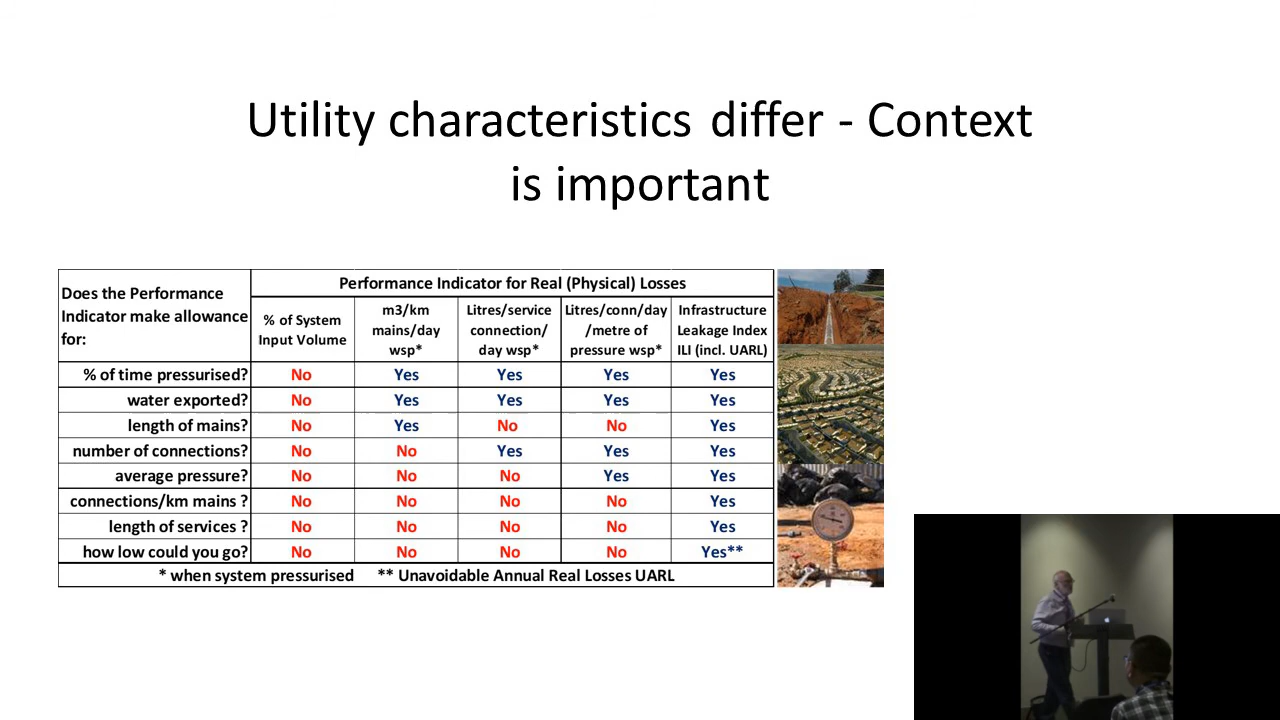 Utility characteristics differ - Context
is important
Does the Performance
Indicator make allowance
for:
Performance Indicator for Real (Physical) Losses
% of System
Input Volume
m3/km
mains/day
wsp*
Litres/service
connection/
day wsp*
Litres/conn/day
/metre of
pressure wsp*
Infrastructure
Leakage Index
ILI (incl. UARL)
% of time pressurised? No Yes Yes Yes Yes
water exported? No Yes Yes Yes Yes
length of mains? No Yes No No Yes
number of connections? No No Yes Yes Yes
average pressure? No No No Yes Yes
connections/km mains ? No No No No Yes
length of services ? No No No No Yes
how low could you go? No No No No Yes**
* when system pressurised ** Unavoidable Annual Real Losses UARL